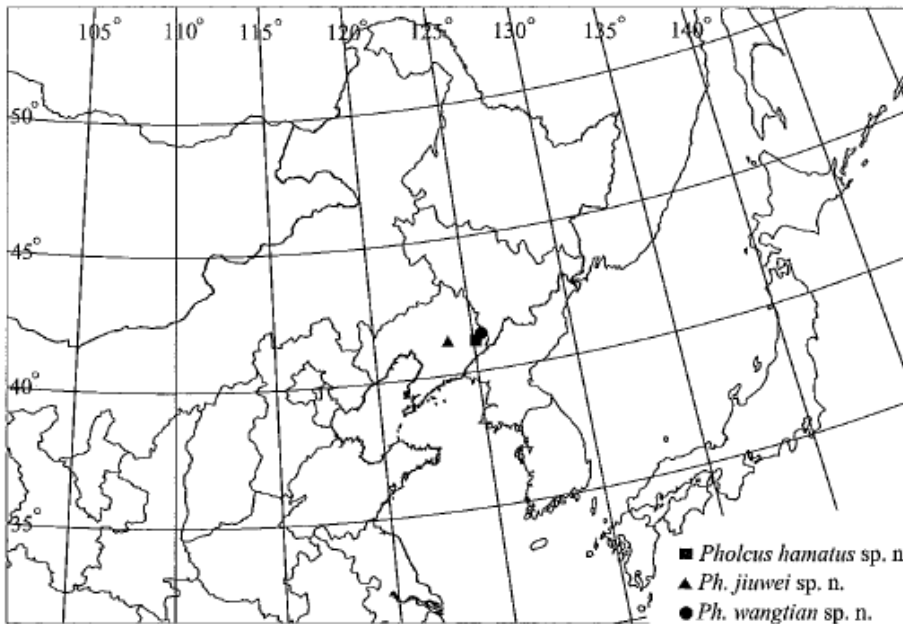 105° 110° 115° 120° 125° 130° 135° 140°
50°
45°
40°
35°
■ Pholcus hamatus sp. n
▲ Ph. jiuwei sp. n.
● Ph. wangtian sp. n.